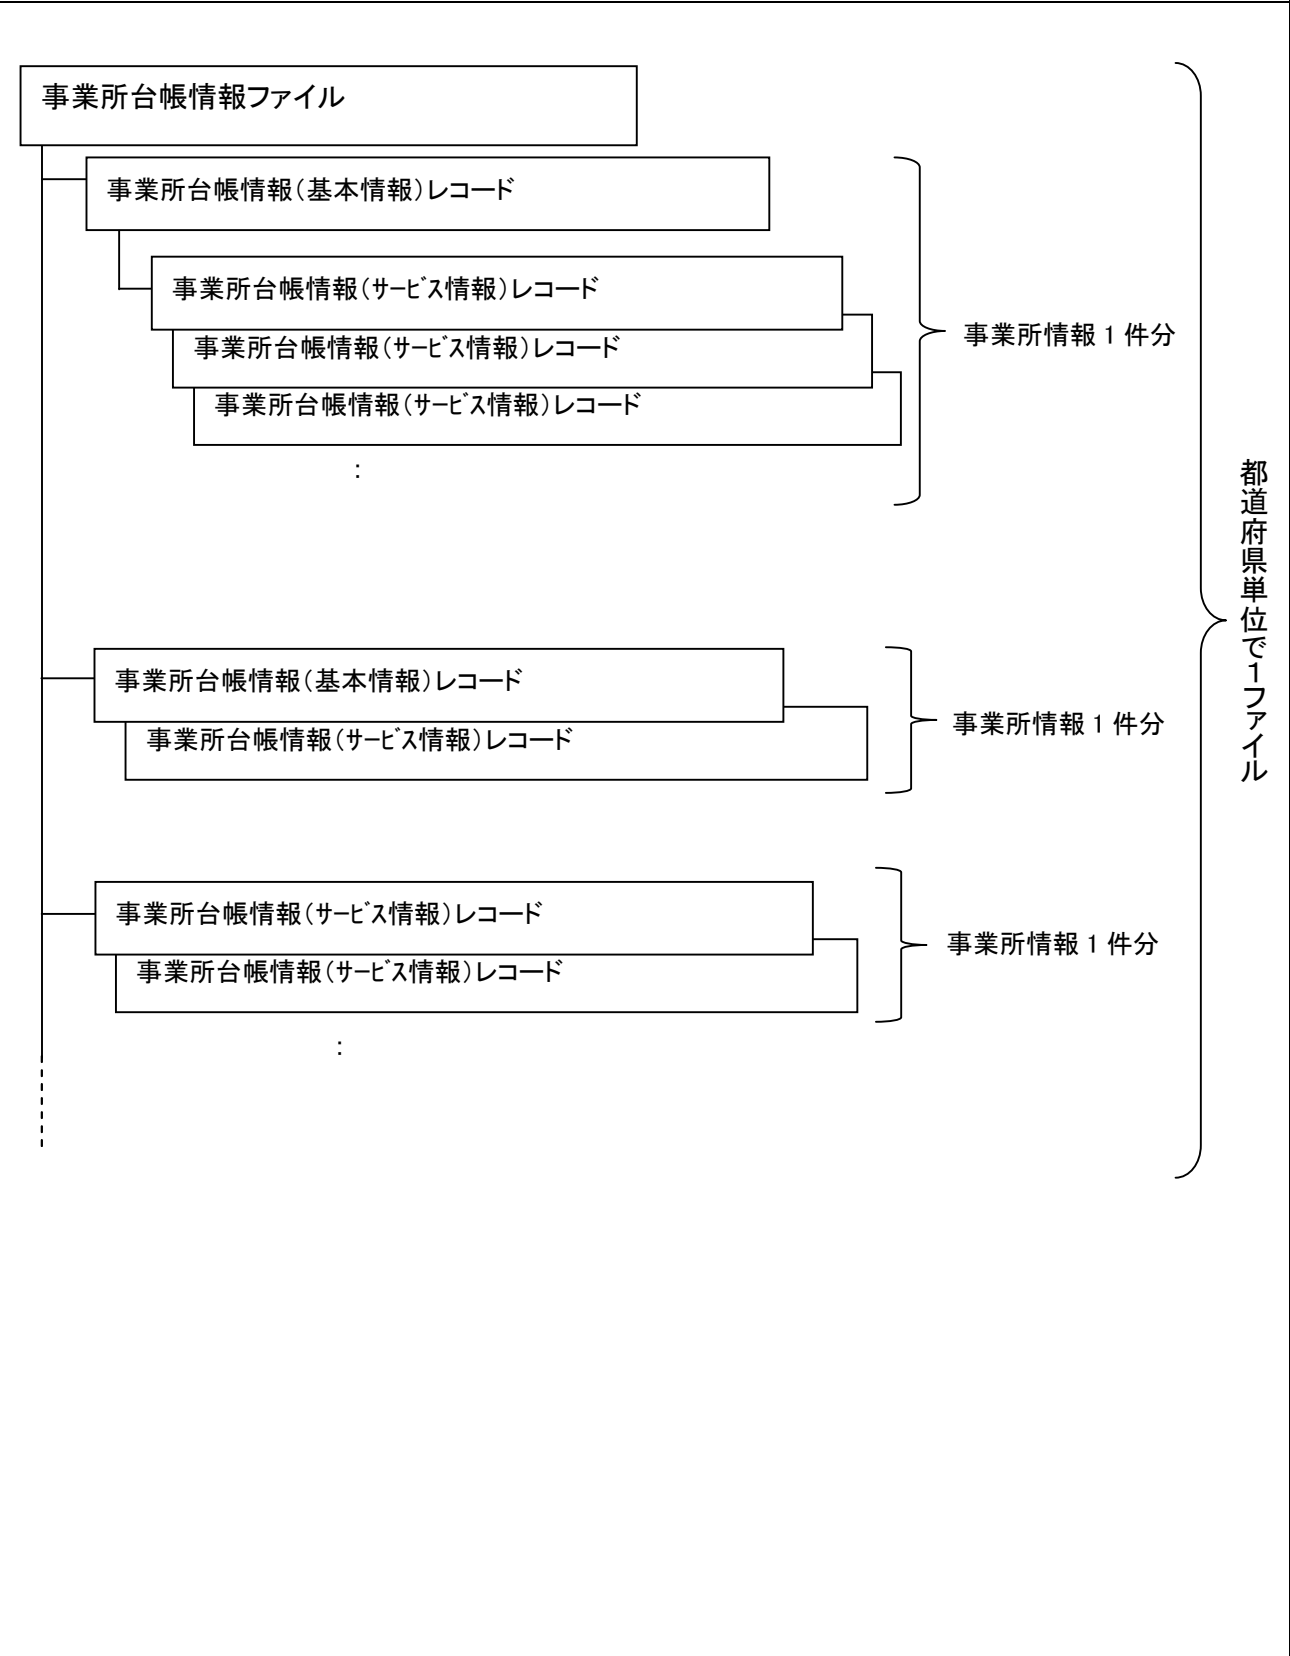 事業所台帳情報ファイル
事業所台帳情報（基本情報）レコード
事業所台帳情報（ｻｰﾋﾞｽ情報）レコード
事業所台帳情報（ｻｰﾋﾞｽ情報）レコード
事業所台帳情報（ｻｰﾋﾞｽ情報）レコード
：
事業所情報 1 件分
事業所台帳情報（基本情報）レコード
事業所台帳情報（ｻｰﾋﾞｽ情報）レコード
事業所情報 1 件分
事業所台帳情報（ｻｰﾋﾞｽ情報）レコード
事業所台帳情報（ｻｰﾋﾞｽ情報）レコード
：
事業所情報 1 件分
都道府県単位で１ファイル